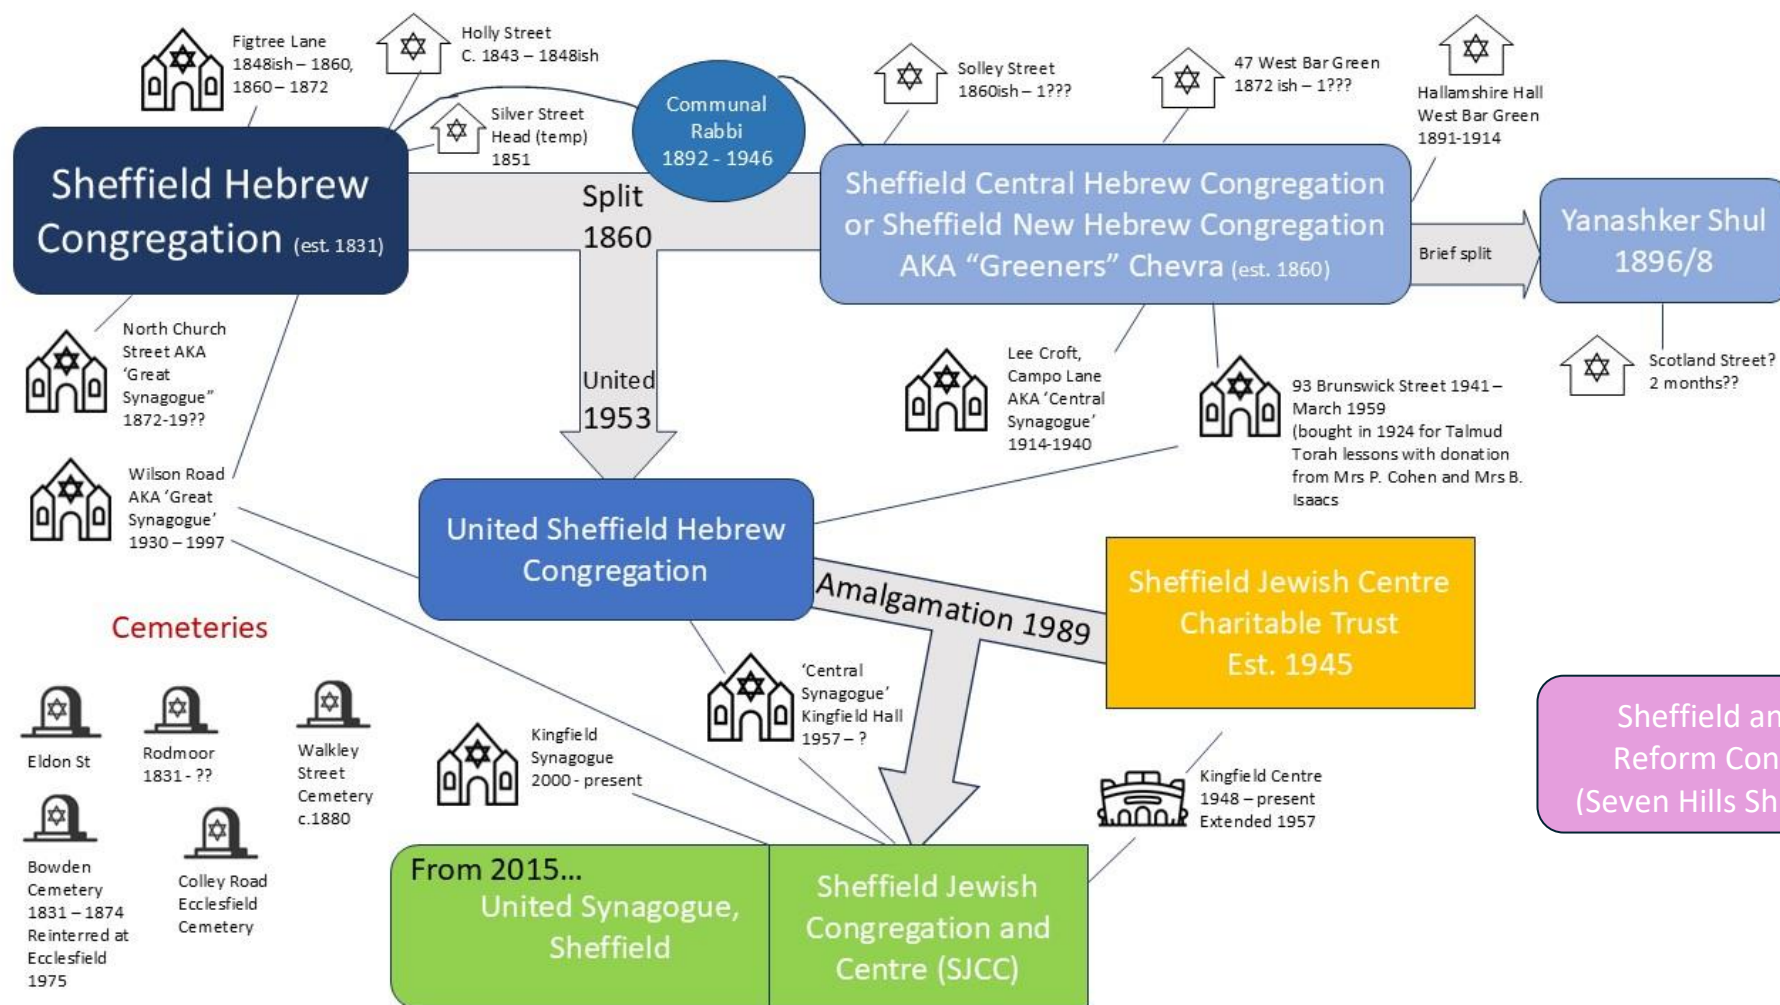 Figtree Lane
1848ish – 1860,
1860 – 1872
Holly Street
C. 1843 – 1848ish
Silver Street
Head (temp)
1851
Communal
Rabbi
1892 - 1946
Solley Street
1860ish – 1???
47 West Bar Green
1872 ish – 1???
Hallamshire Hall
West Bar Green
1891-1914
Sheffield Hebrew
Congregation (est. 1831)
Split
1860
Sheffield Central Hebrew Congregation
or Sheffield New Hebrew Congregation
AKA “Greeners” Chevra (est. 1860)
Brief split
Yanashker Shul
1896/8
North Church
Street AKA
‘Great
Synagogue”
1872-19??
United
1953
Lee Croft,
Campo Lane
AKA ‘Central
Synagogue’
1914-1940
93 Brunswick Street 1941 –
March 1959
(bought in 1924 for Talmud
Torah lessons with donation
from Mrs P. Cohen and Mrs B.
Isaacs
Scotland Street?
2 months??
Wilson Road
AKA ‘Great
Synagogue’
1930 – 1997
United Sheffield Hebrew
Congregation
Amalgamation 1989
Sheffield Jewish Centre
Charitable Trust
Est. 1945
Cemeteries
Eldon St
Rodmoor
1831 - ??
Walkley
Street
Cemetery
c.1880
Bowden
Cemetery
1831 – 1874
Reinterred at
Ecclesfield
1975
Colley Road
Ecclesfield
Cemetery
Kingfield
Synagogue
2000 - present
‘Central
Synagogue’
Kingfield Hall
1957 – ?
Kingfield Centre
1948 – present
Extended 1957
Sheffield an
Reform Con
(Seven Hills Sh
From 2015...
United Synagogue,
Sheffield
Sheffield Jewish
Congregation and
Centre (SJCC)